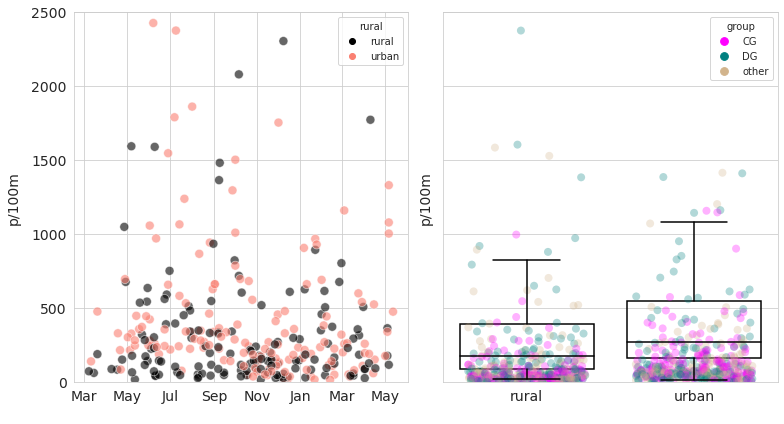 2500
2000
1500
1000
500
0
p/100m
Mar May Jul Sep Nov Jan Mar May
rural
rural
urban
p/100m
group
CG
DG
other
rural urban